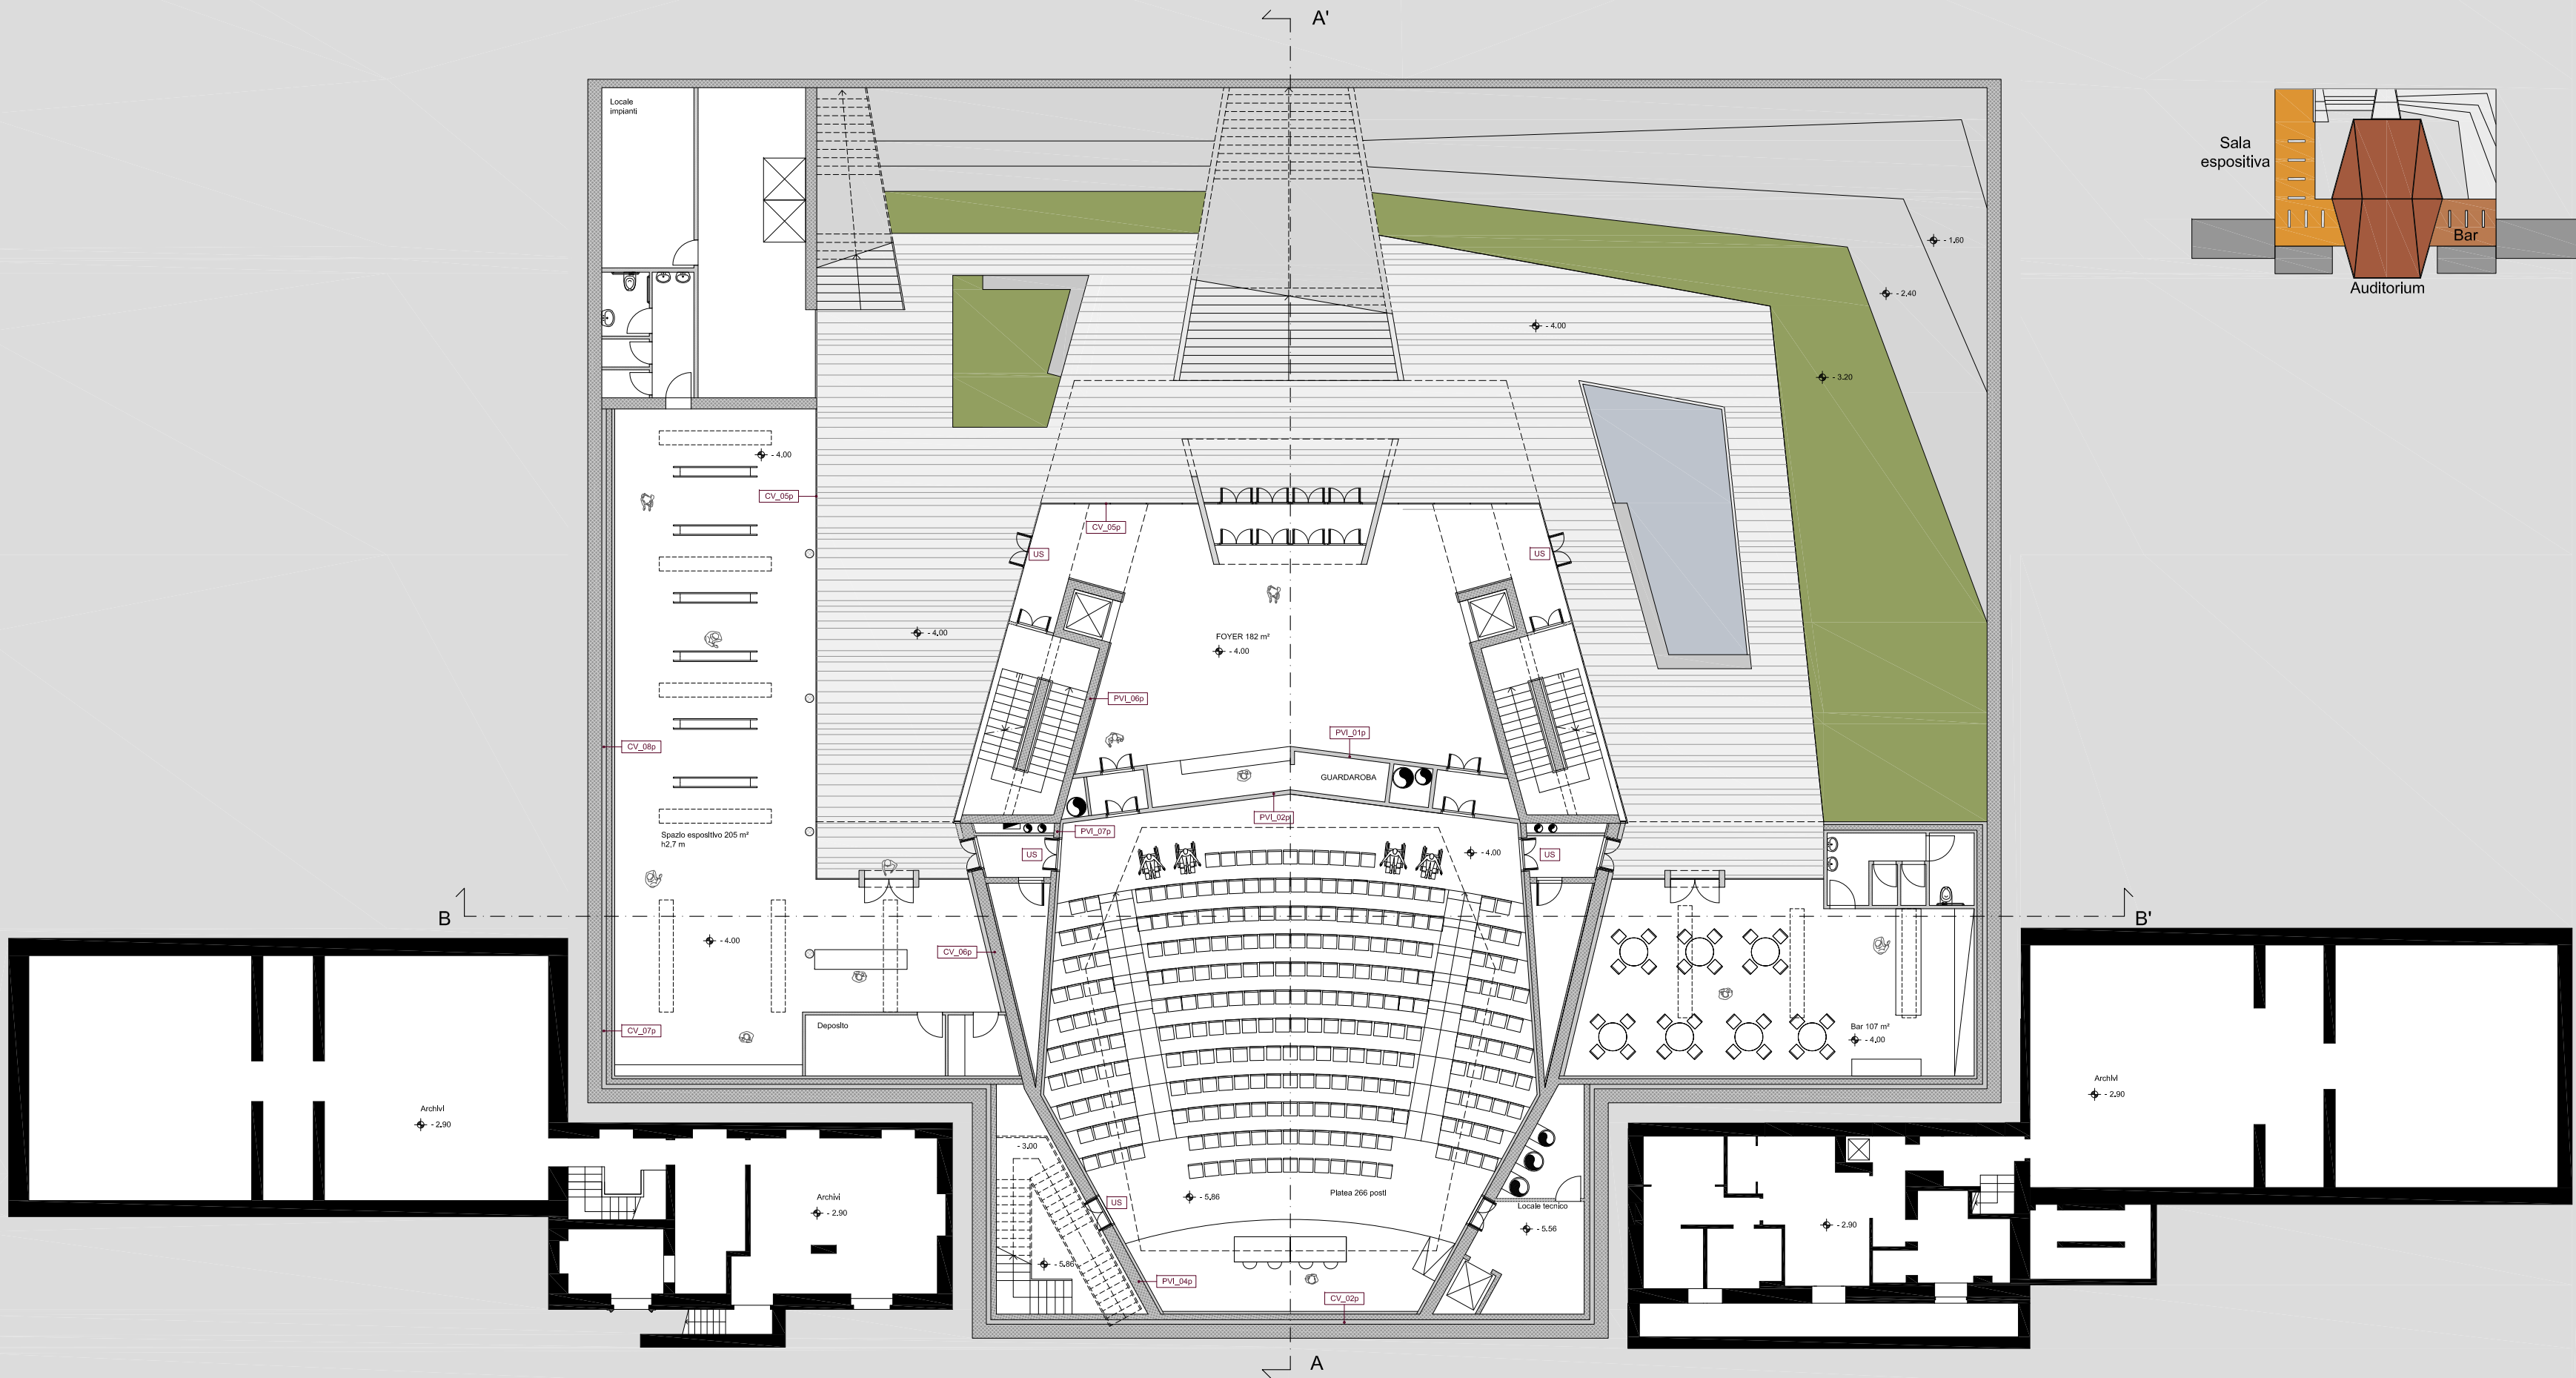 A'
Locale
impianti
Sala
espositiva
Bar
Auditorium
- 1.60
- 2.40
- 4.00
- 3.20
- 4.00
CV_05p
CV_05p
US
US
- 4.00
FOYER 182 m²
- 4.00
PVI_06p
PVI_01p
CV_08p
GUARDAROBA
PVI_02p
PVI_07p
Spazio espositivo 205 m²
h2,7 m
US
US
- 4.00
B
B'
- 4.00
CV_06p
Deposito
CV_07p
Bar 107 m²
- 4.00
Archivi
- 2.90
Archivi
- 2.90
- 3.00
Archivi
- 2.90
US
- 5.86
Platea 266 posti
Locale tecnico
- 5.56
- 2.90
- 5.86
PVI_04p
CV_02p
A